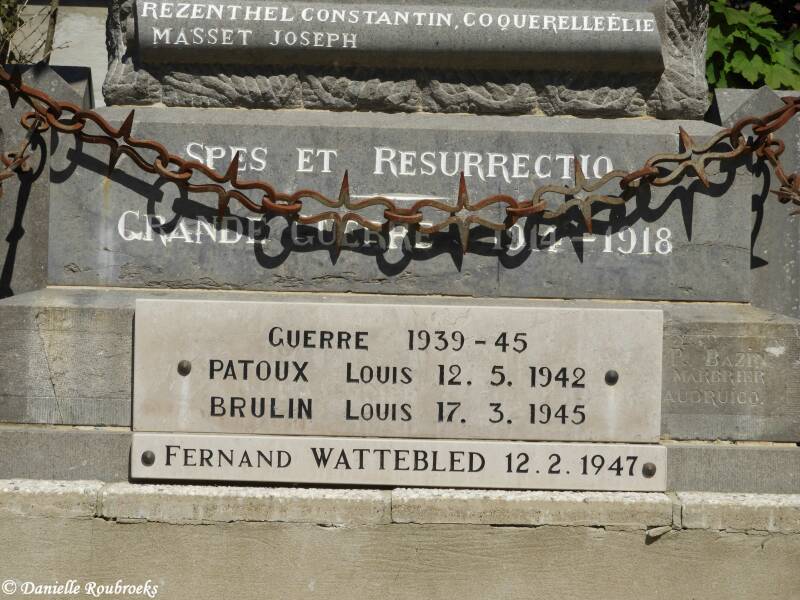 REZENTHEL CONSTANTIN, COQUERELLE ÉLIE
MASSET JOSEPH
SPES ET RESURRECTIO
GRANDE GUERRE 1914-1918
GUERRE 1939-45
PATOUX LOUIS 12. 5. 1942
BRULIN LOUIS 17. 3. 1945
FERNAND WATTEBLED 12. 2. 1947
BAZIN
MARBRIER
AUDRUICQ.
© Danielle Roubroeks